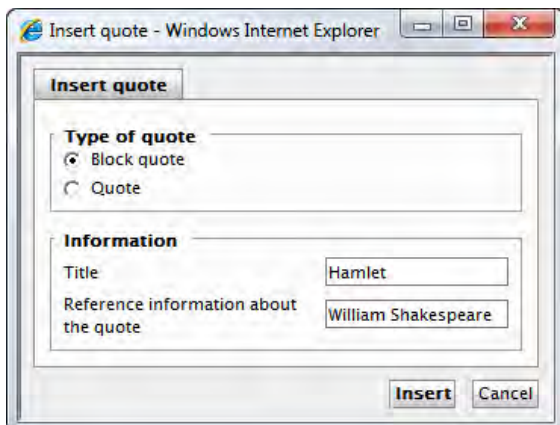 Insert quote - Windows Internet Explorer
Insert quote
Type of quote
Block quote
Quote
Information
Title Hamlet
Reference information about
the quote William Shakespeare
Insert Cancel